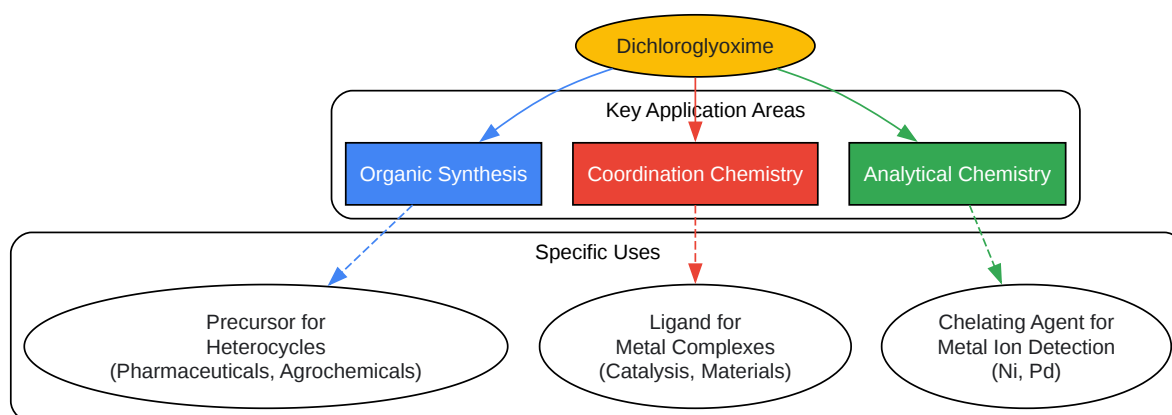 Dichloroglyoxime
Key Application Areas
Organic Synthesis
Coordination Chemistry
Analytical Chemistry
Specific Uses
Precursor for
Heterocycles
(Pharmaceuticals, Agrochemicals)
Ligand for
Metal Complexes
(Catalysis, Materials)
Chelating Agent for
Metal Ion Detection
(Ni, Pd)